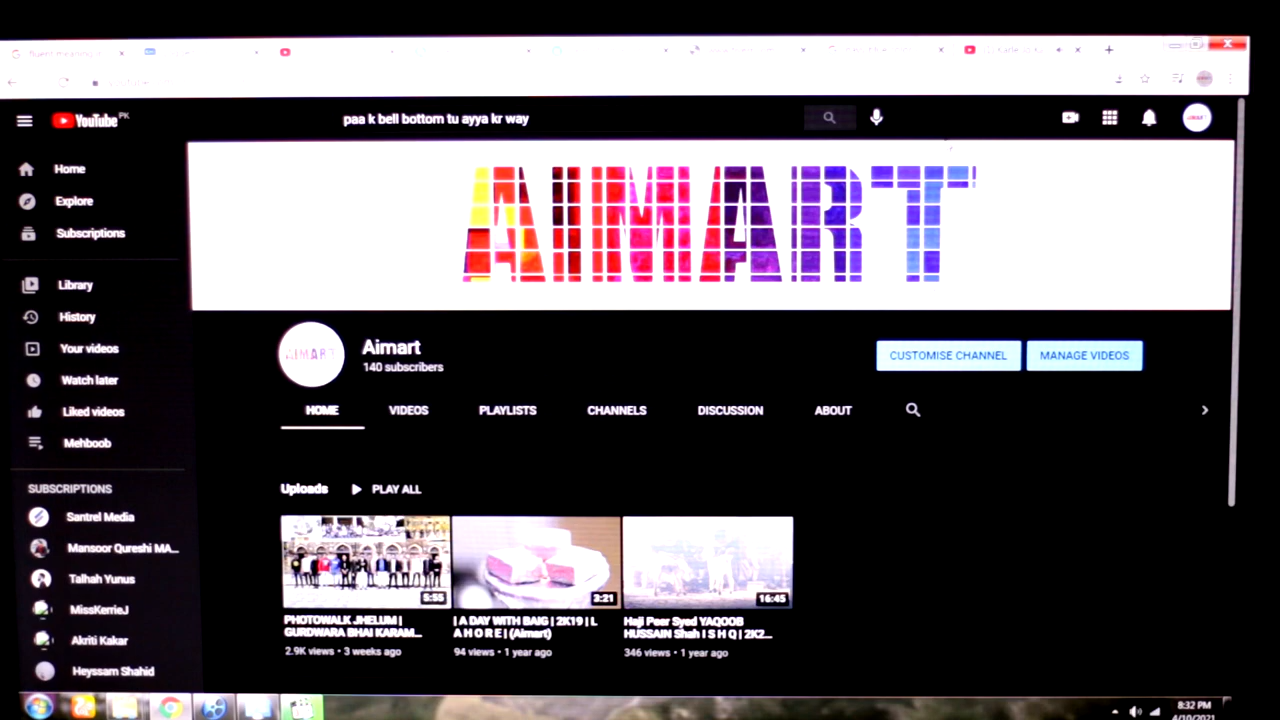 YouTube PK
paa k bell bottom tu ayya kr way
Home
Explore
Subscriptions
Library
History
Your videos
Watch later
Liked videos
Mehboob
SUBSCRIPTIONS
Santrel Media
Mansoor Qureshi MA...
Talhah Yunus
MissKerrieJ
Akriti Kakar
Heyssam Shahid
AIMART
AIMART
Aimart
140 subscribers
CUSTOMISE CHANNEL
MANAGE VIDEOS
HOME
VIDEOS
PLAYLISTS
CHANNELS
DISCUSSION
ABOUT
Uploads
PLAY ALL
5:55
3:21
16:45
PHOTOWALK JHELUM |
GURDWARA BHAI KARAM...
2.9K views • 3 weeks ago
| A DAY WITH BAIG | 2K19 | L
A H O R E | (Aimart)
94 views • 1 year ago
Haji Peer Syed YAQOOB
HUSSAIN Shah I S H Q | 2K2...
346 views • 1 year ago
8:32 PM
4/10/2021